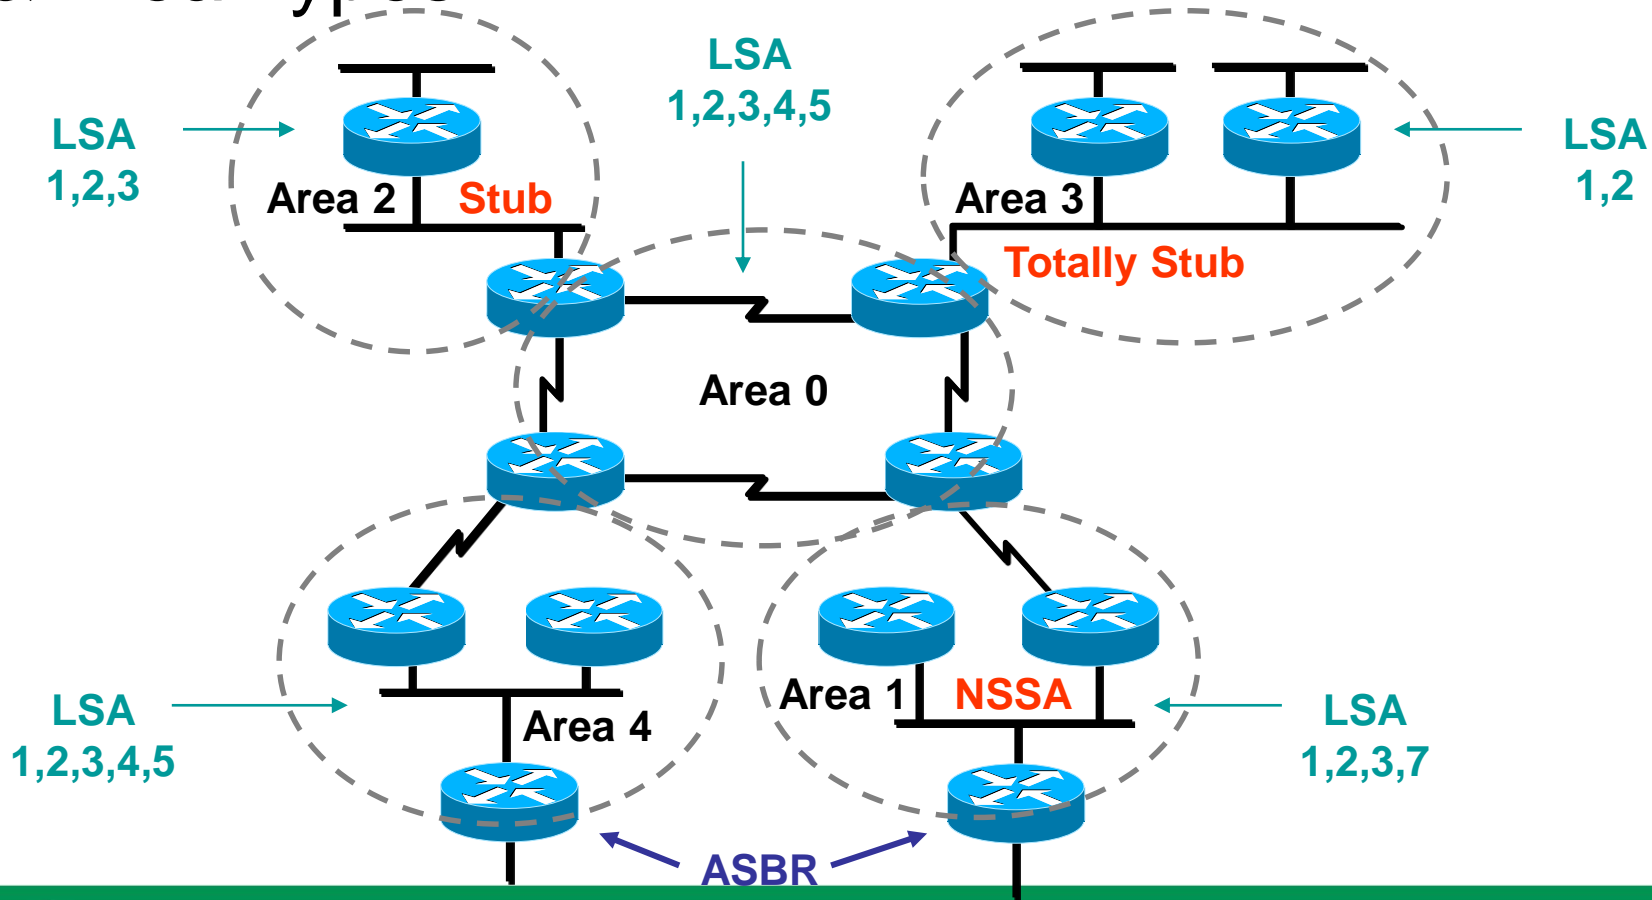 LSA
1,2,3,4,5
LSA
1,2,3
LSA
1,2
Area 2
Stub
Area 3
Totally Stub
Area 0
Area 1
NSSA
LSA
1,2,3,4,5
Area 4
LSA
1,2,3,7
ASBR